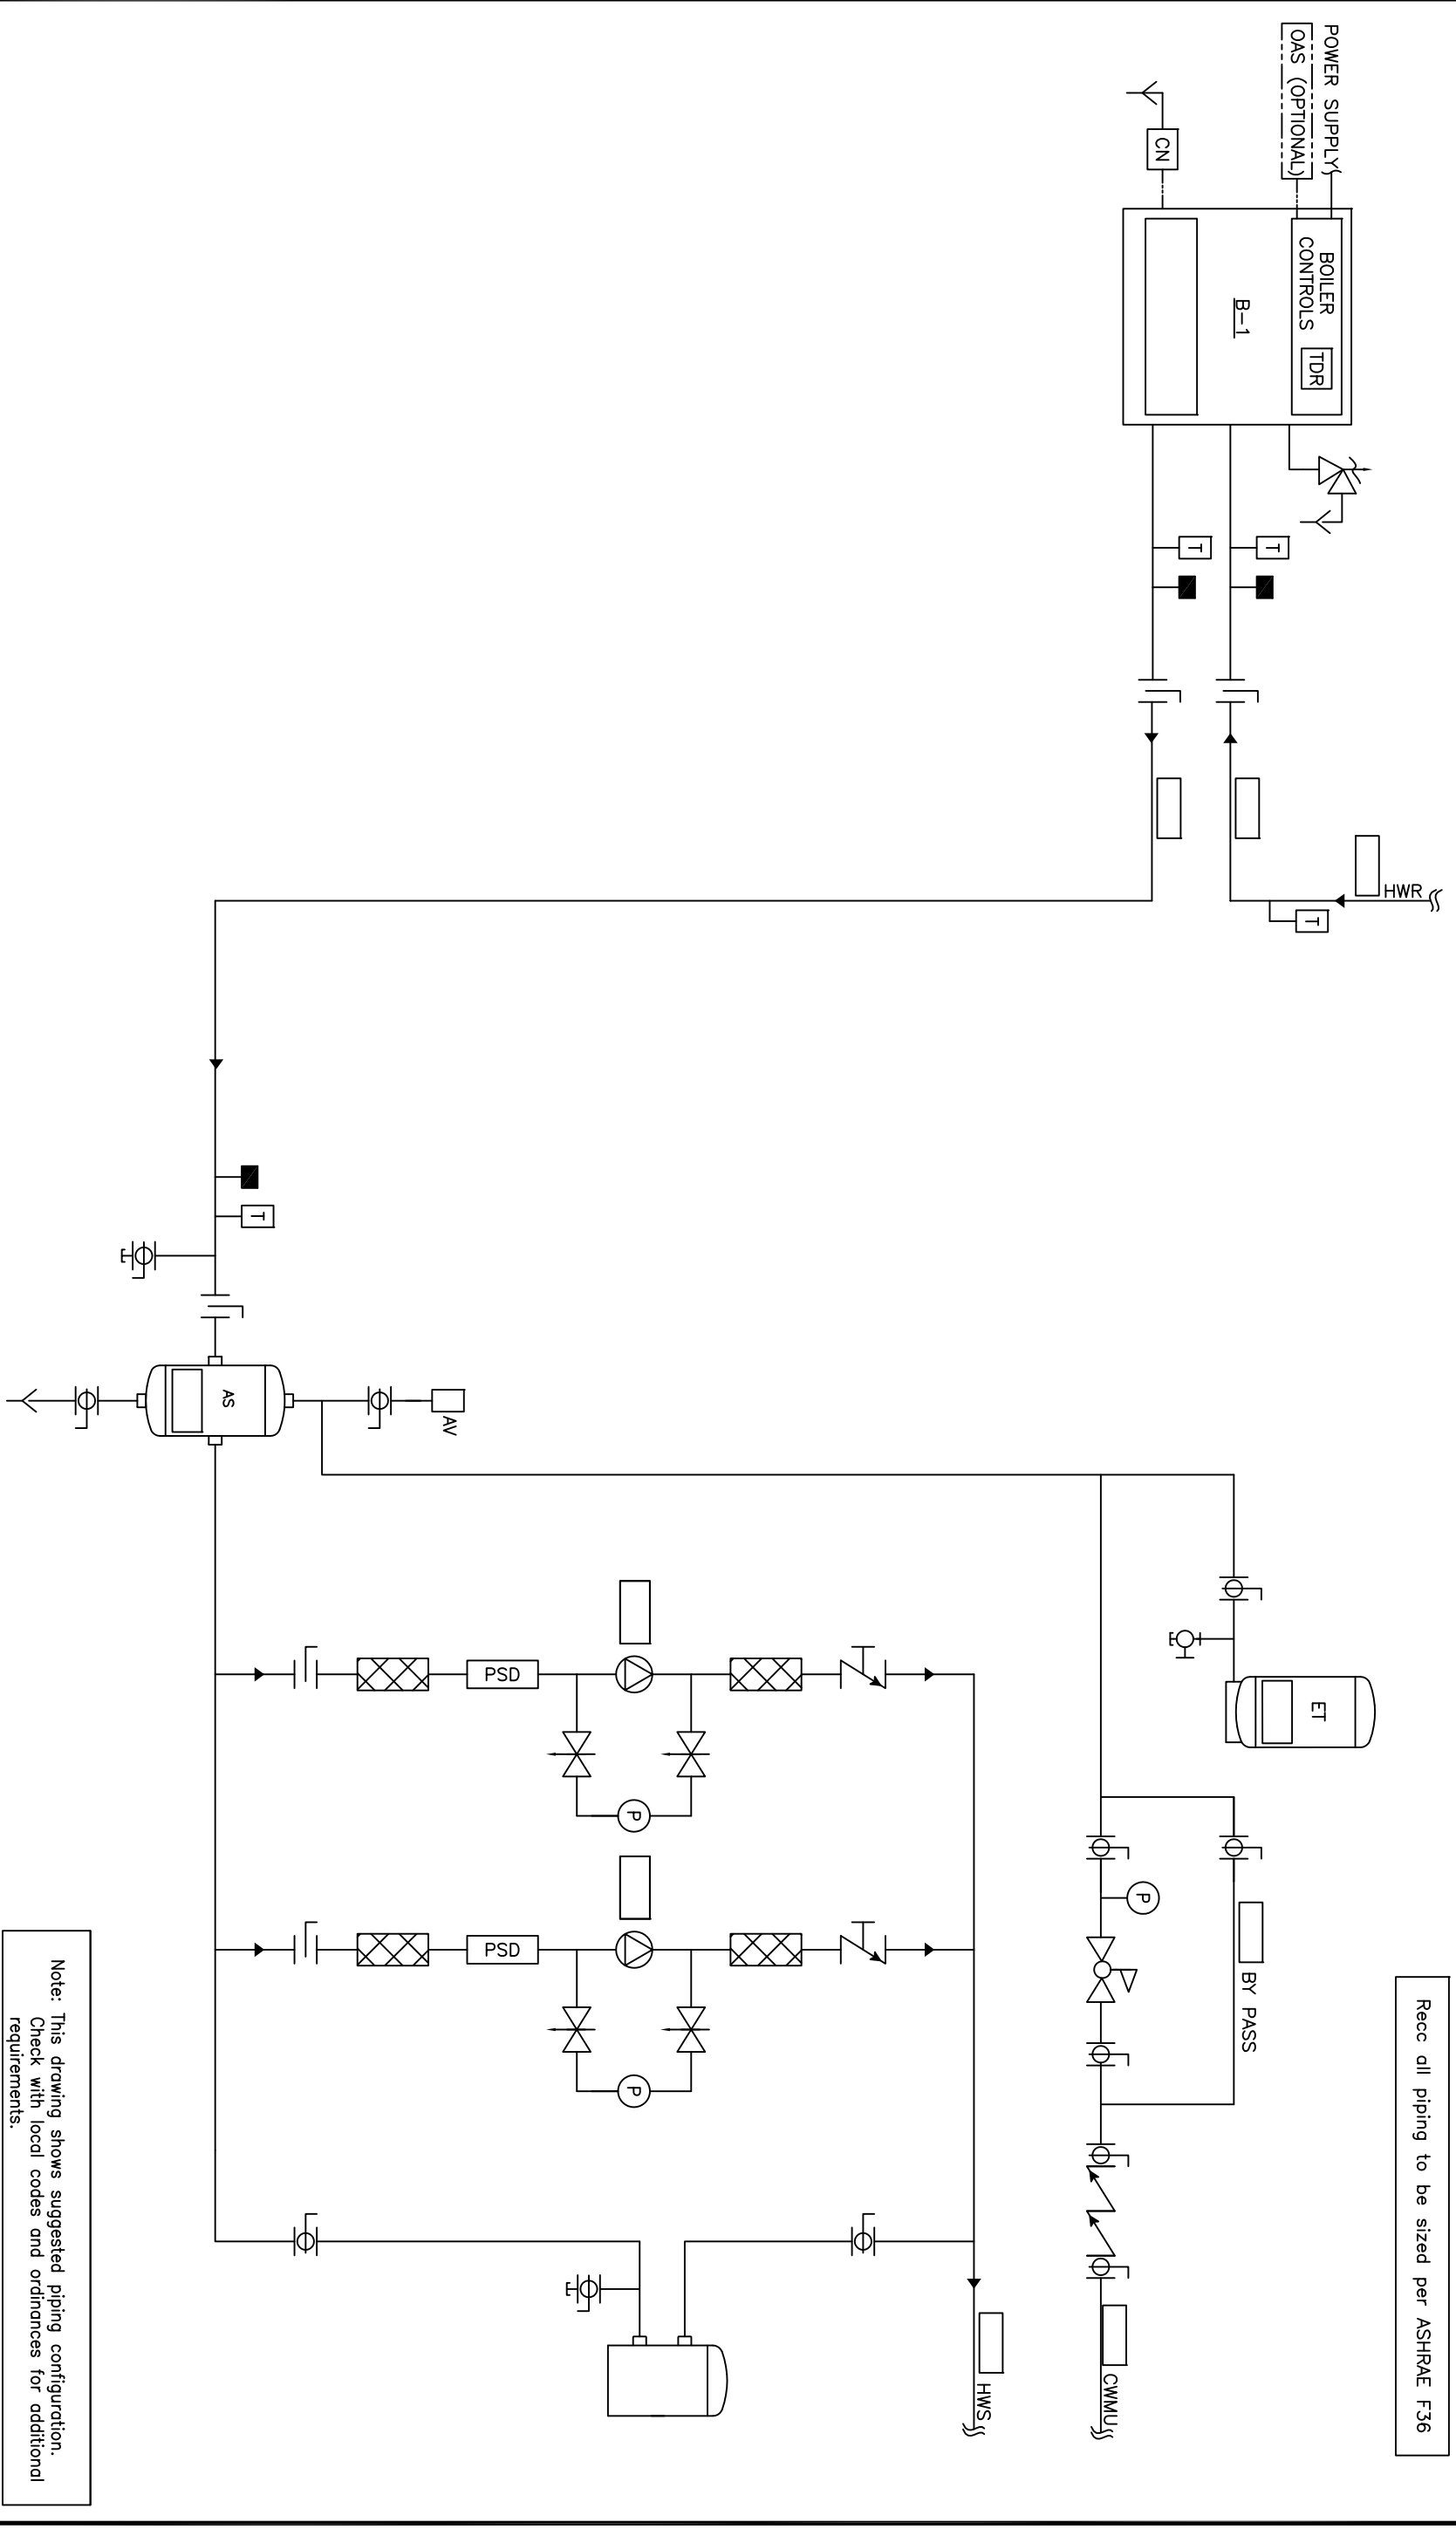 POWER SUPPLY
OAS (OPTIONAL)
BOILER
CONTROLS
TDR
B-1
CN
T
T
HWR
T
T
AS
AV
ET
PSD
P
PSD
P
P
BY PASS
CWMU
HWS
Recc all piping to be sized per ASHRAE F36
Note: This drawing shows suggested piping configuration.
Check with local codes and ordinances for additional
requirements.